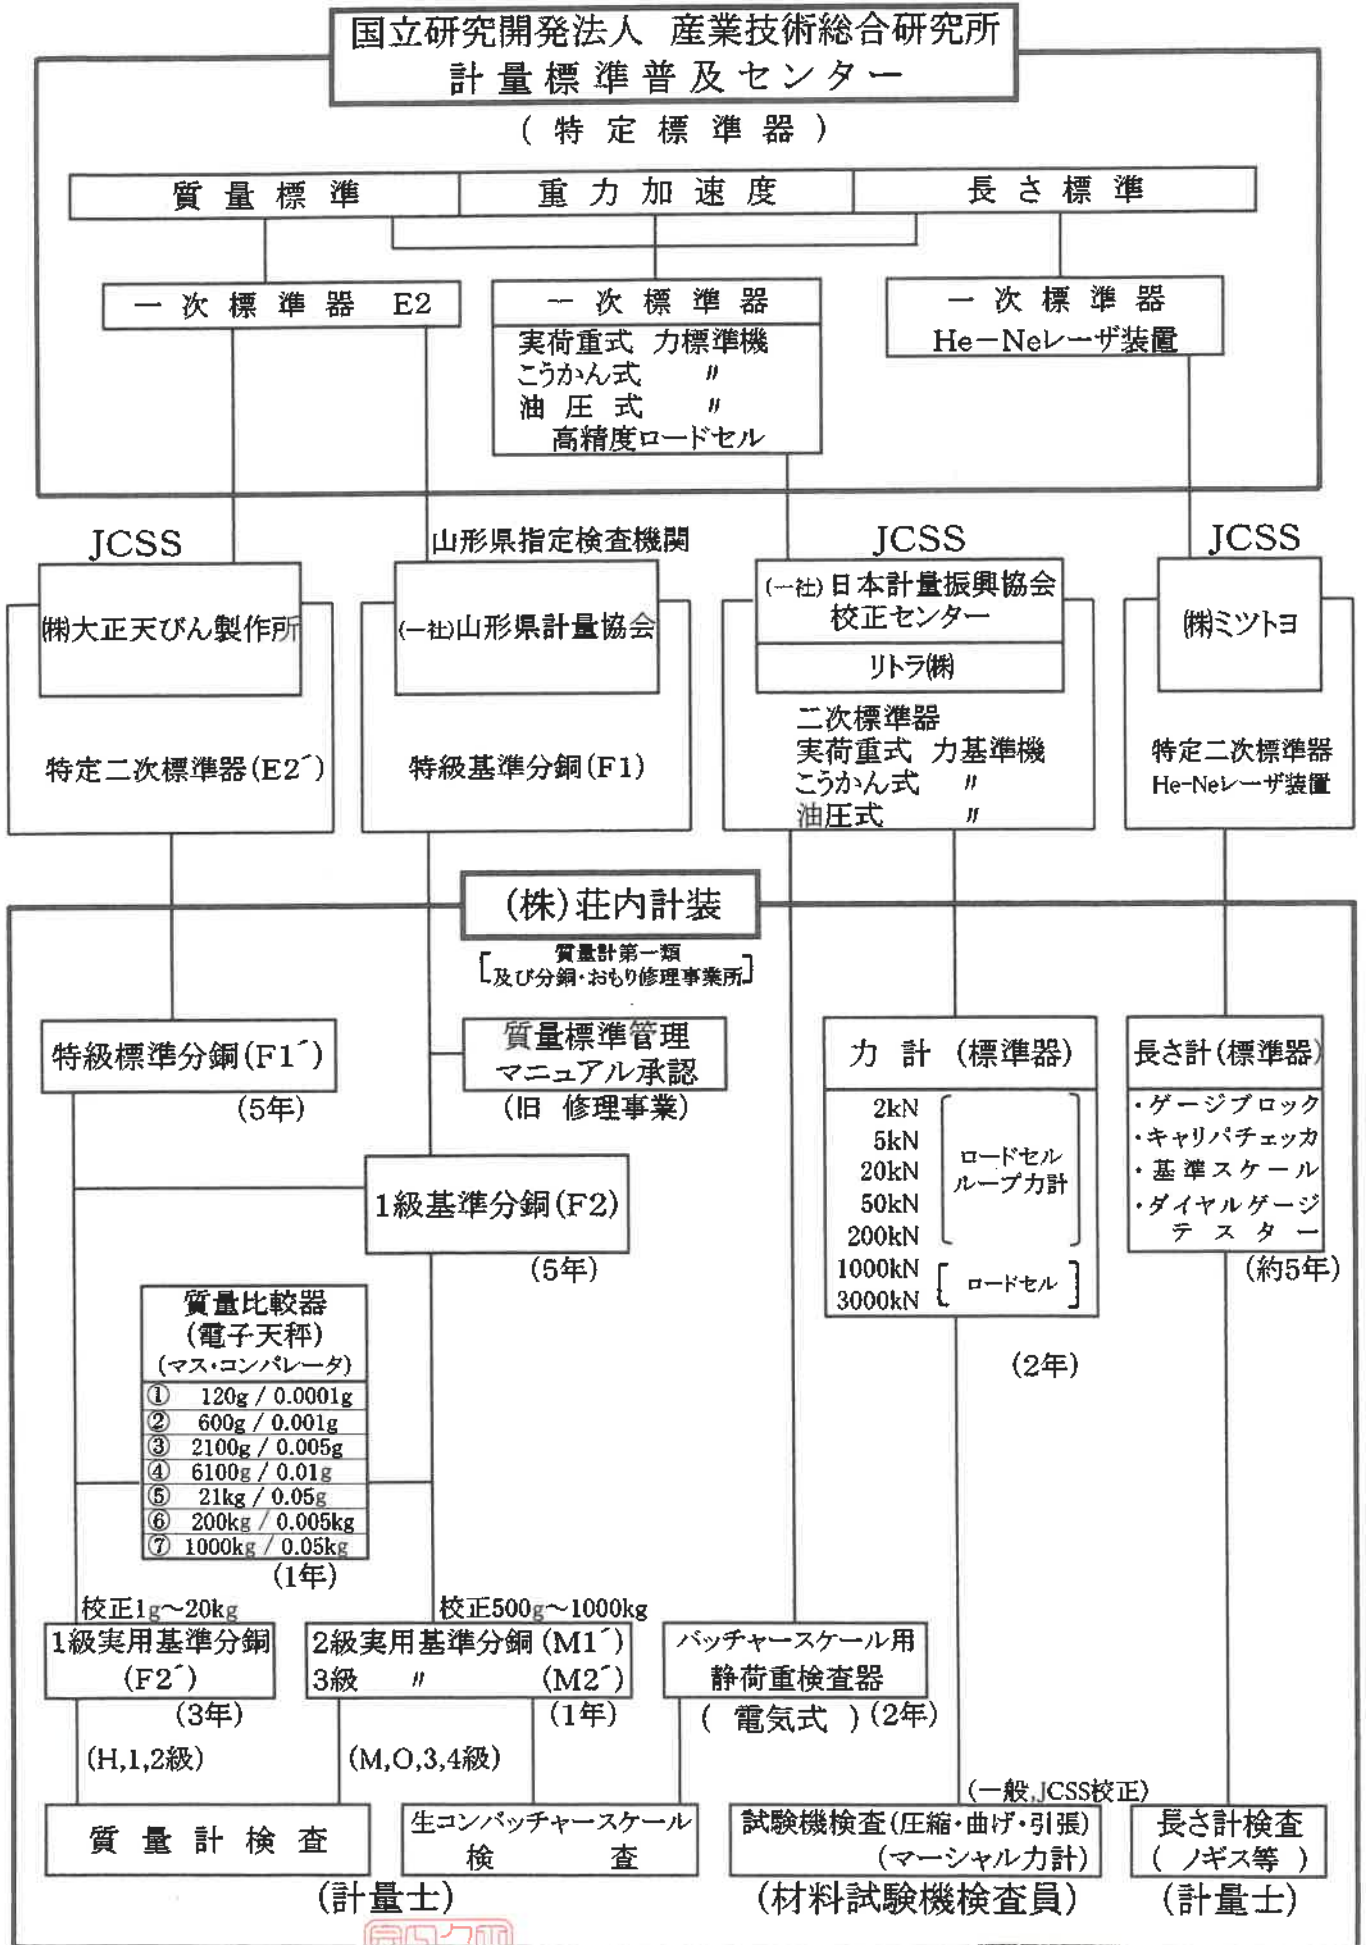 国立研究開発法人 産業技術総合研究所
計量標準普及センター
(特定標準器)
質量標準 重力加速度 長さ標準
一次標準器 E2
一次標準器
実荷重式 力標準機
こうかん式 〃
油圧式 〃
高精度ロードセル
一次標準器
He-Neレーザ装置
JCSS
㈱大正天びん製作所
特定二次標準器(E2´)
山形県指定検査機関
(一社)山形県計量協会
特級基準分銅(F1)
JCSS
(一社)日本計量振興協会
校正センター
リトラ㈱
二次標準器
実荷重式 力基準機
こうかん式 〃
油圧式 〃
JCSS
㈱ミツトヨ
特定二次標準器
He-Neレーザ装置
(株)荘内計装
[質量計第一類
及び分銅・おもり修理事業所]
特級標準分銅(F1´)
(5年)
質量標準管理
マニュアル承認
(旧 修理事業)
1級基準分銅(F2)
(5年)
質量比較器
(電子天秤)
(マス・コンパレータ)
① 120g / 0.0001g
② 600g / 0.001g
③ 2100g / 0.005g
④ 6100g / 0.01g
⑤ 21kg / 0.05g
⑥ 200kg / 0.005kg
⑦ 1000kg / 0.05kg
(1年)
力計 (標準器)
2kN
5kN
20kN
50kN
200kN
ロードセル
ループ力計
1000kN
3000kN
ロードセル
(2年)
長さ計(標準器)
・ゲージブロック
・キャリパチェッカ
・基準スケール
・ダイヤルゲージ
テスター
(約5年)
校正1g～20kg
1級実用基準分銅
(F2´)
(3年)
校正500g～1000kg
2級実用基準分銅(M1´)
3級 〃 (M2´)
(1年)
バッチャースケール用
静荷重検査器
(電気式) (2年)
(H,1,2級)
(M,O,3,4級)
(一般,JCSS校正)
質量計検査
生コンバッチャースケール
検査
試験機検査(圧縮・曲げ・引張)
(マーシャル力計)
長さ計検査
(ノギス等)
(計量士)
(材料試験機検査員)
(計量士)